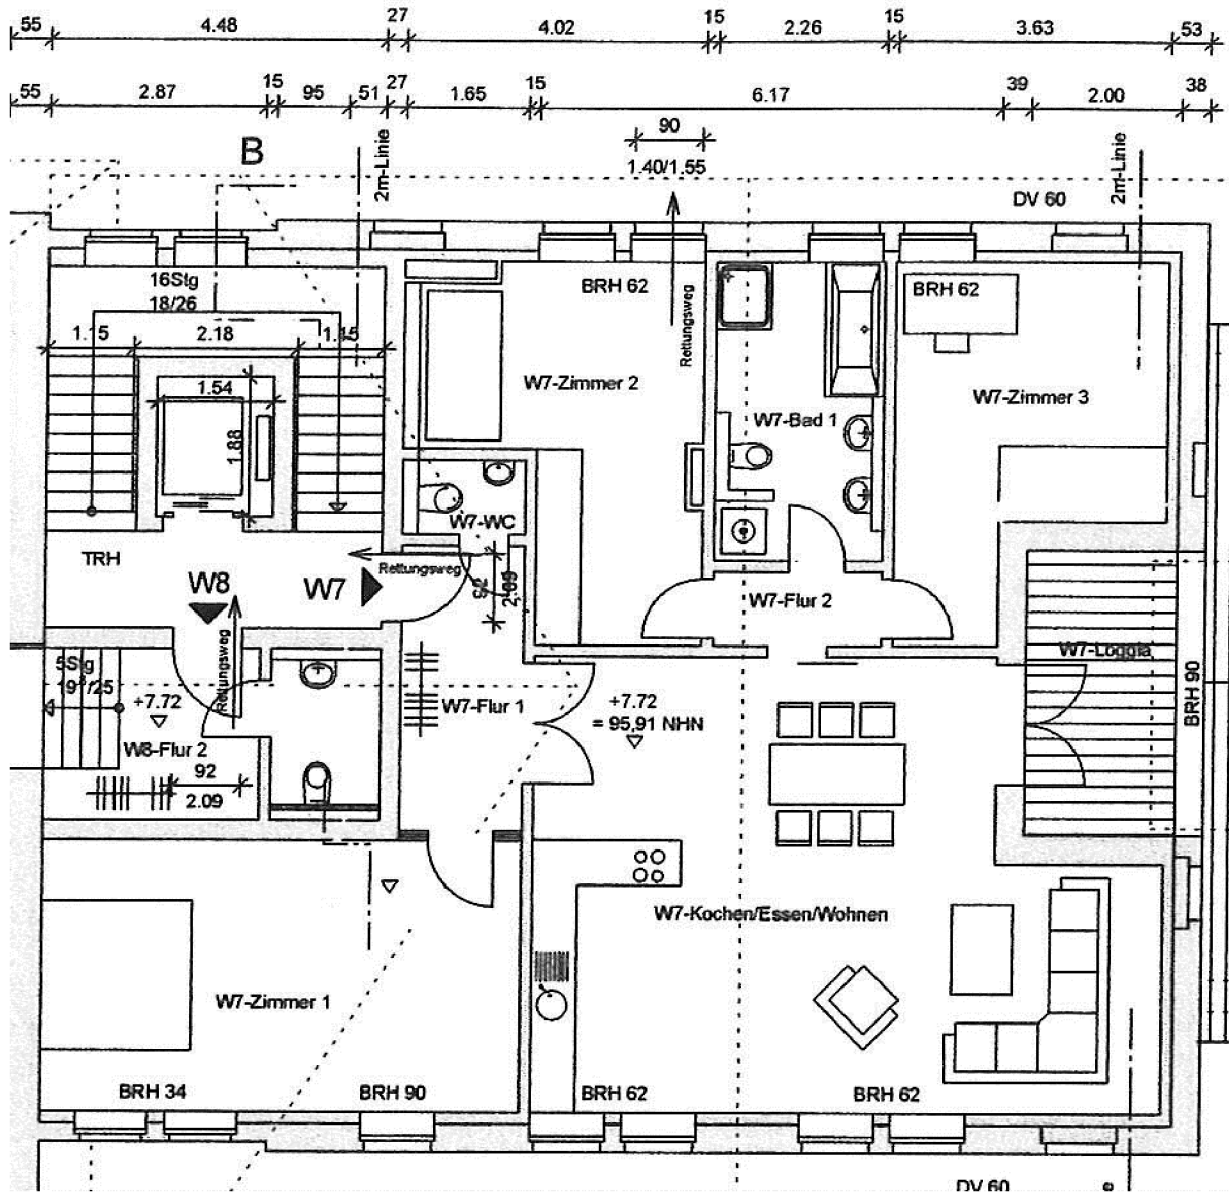 55 4.48 27 4.02 15 2.26 15 3.63 53
55 2.87 15 95 51 27 1.65 15 6.17 39 2.00 38
90
1.40/1.55
B
2m-Linie
2m-Linie
DV 60
16Stg
18/26
BRH 62
BRH 62
Rettungsweg
1.15 2.18 1.15
1.54
1.88
W7-Zimmer 2
W7-Bad 1
W7-Zimmer 3
W7-WC
TRH
W8
W7
Rettungsweg
2.09
W7-Flur 2
Rettungsweg
5Stg
+7.72
W7-Flur 1
+7.72
= 95,91 NHN
W7-Loggia
BRH 90
W8-Flur 2
92
2.09
W7-Kochen/Essen/Wohnen
W7-Zimmer 1
BRH 34
BRH 90
BRH 62
BRH 62
DV 60